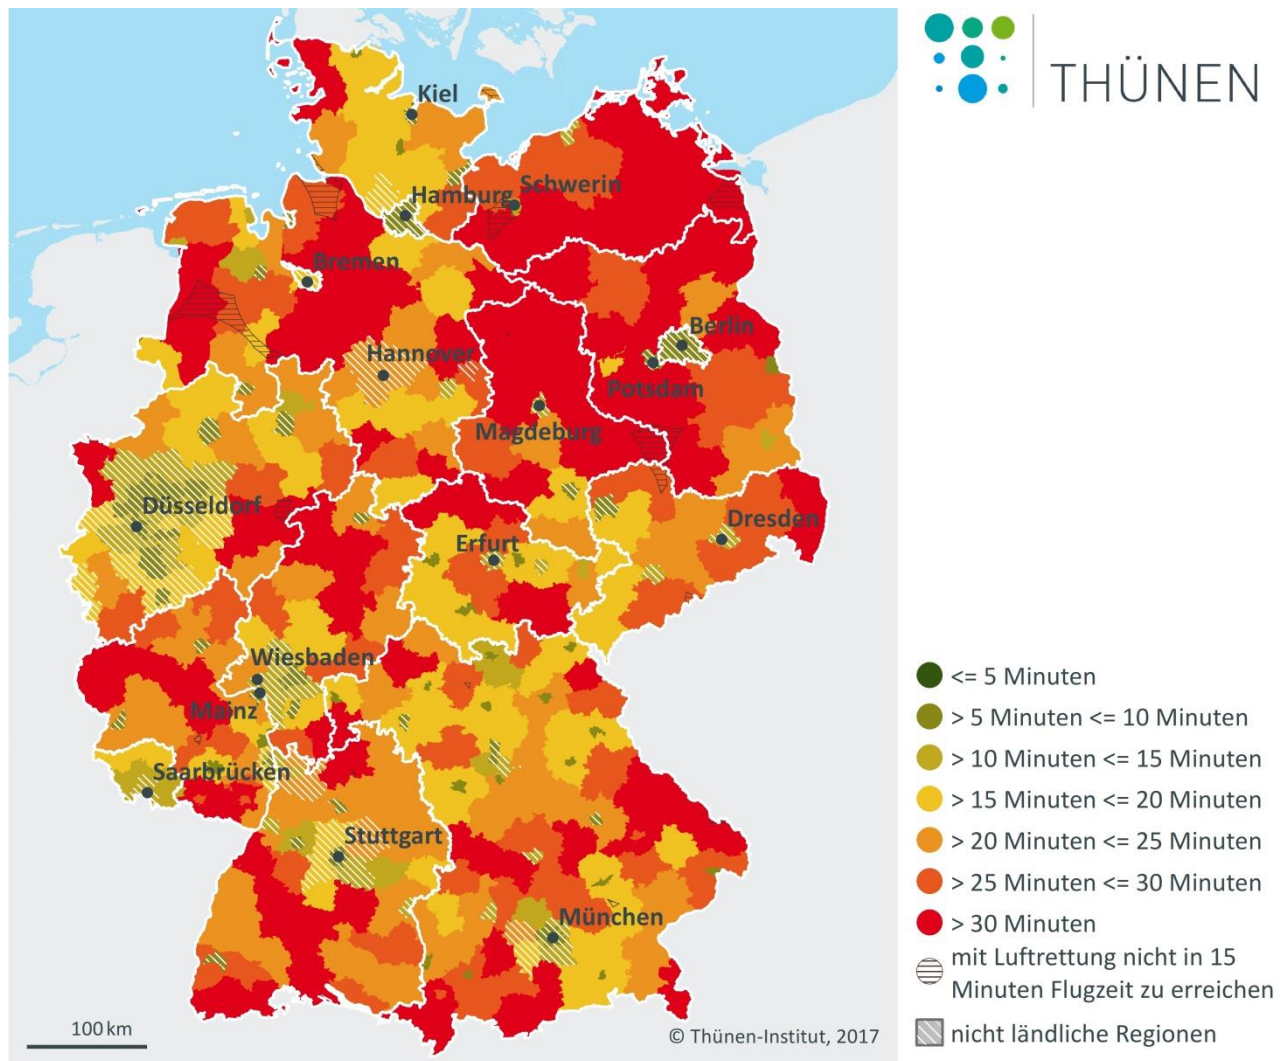 THÜNEN
Kiel
Hamburg
Schwerin
Bremen
Berlin
Hannover
Potsdam
Magdeburg
Düsseldorf
Dresden
Erfurt
Wiesbaden
Mainz
Saarbrücken
Stuttgart
München
<= 5 Minuten
> 5 Minuten <= 10 Minuten
> 10 Minuten <= 15 Minuten
> 15 Minuten <= 20 Minuten
> 20 Minuten <= 25 Minuten
> 25 Minuten <= 30 Minuten
> 30 Minuten
mit Luftrettung nicht in 15
Minuten Flugzeit zu erreichen
nicht ländliche Regionen
100 km
© Thünen-Institut, 2017